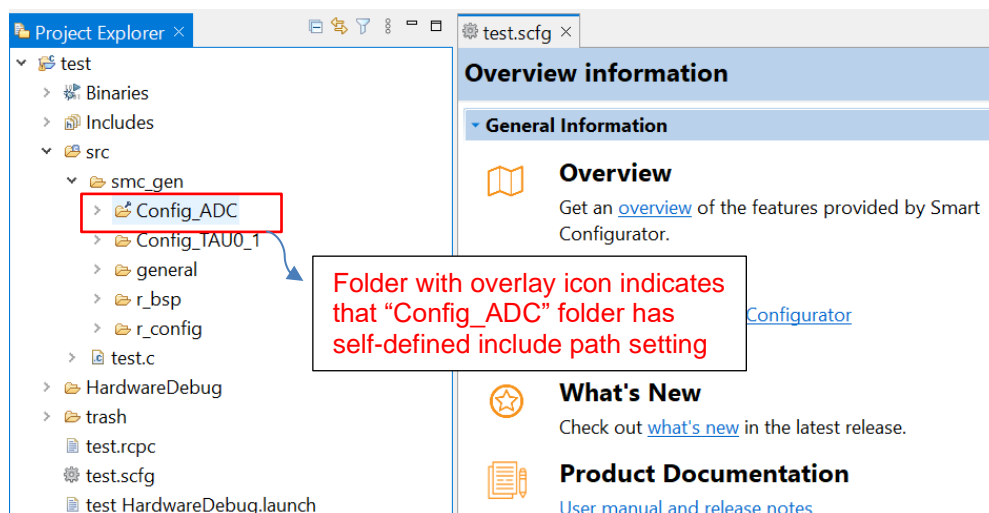 Project Explorer
test
Binaries
Includes
src
smc_gen
Config_ADC
Config_TAU0_1
general
r_bsp
r_config
test.c
HardwareDebug
trash
test.rcpc
test.scfg
test HardwareDebug.launch
test.scfg
Overview information
General Information
Overview
Get an overview of the features provided by Smart
Configurator.
Configurator
Folder with overlay icon indicates
that “Config_ADC” folder has
self-defined include path setting
What's New
Check out what's new in the latest release.
Product Documentation
User manual and release notes